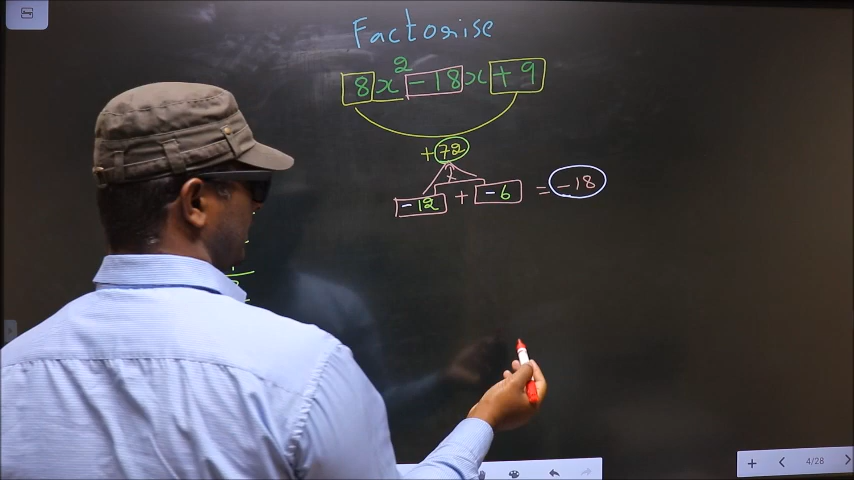 Factorise
8x² -18x +9
+72
x
-12 + -6 = -18
4/28